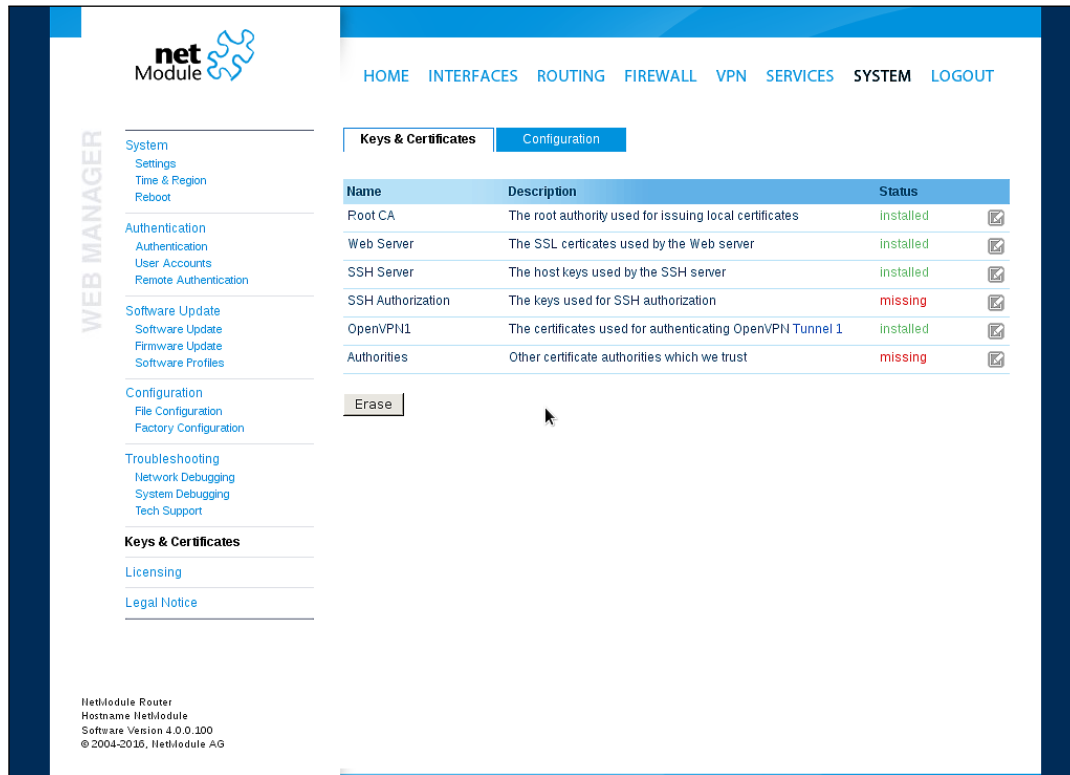 net
Module
HOME INTERFACES ROUTING FIREWALL VPN SERVICES SYSTEM LOGOUT
WEB MANAGER
System
Settings
Time & Region
Reboot
Authentication
Authentication
User Accounts
Remote Authentication
Software Update
Software Update
Firmware Update
Software Profiles
Configuration
File Configuration
Factory Configuration
Troubleshooting
Network Debugging
System Debugging
Tech Support
Keys & Certificates
Licensing
Legal Notice
Keys & Certificates Configuration
Name Description Status
Root CA The root authority used for issuing local certificates installed
Web Server The SSL certicates used by the Web server installed
SSH Server The host keys used by the SSH server installed
SSH Authorization The keys used for SSH authorization missing
OpenVPN1 The certificates used for authenticating OpenVPN Tunnel 1 installed
Authorities Other certificate authorities which we trust missing
Erase
NetModule Router
Hostname NetModule
Software Version 4.0.0.100
© 2004-2016, NetModule AG